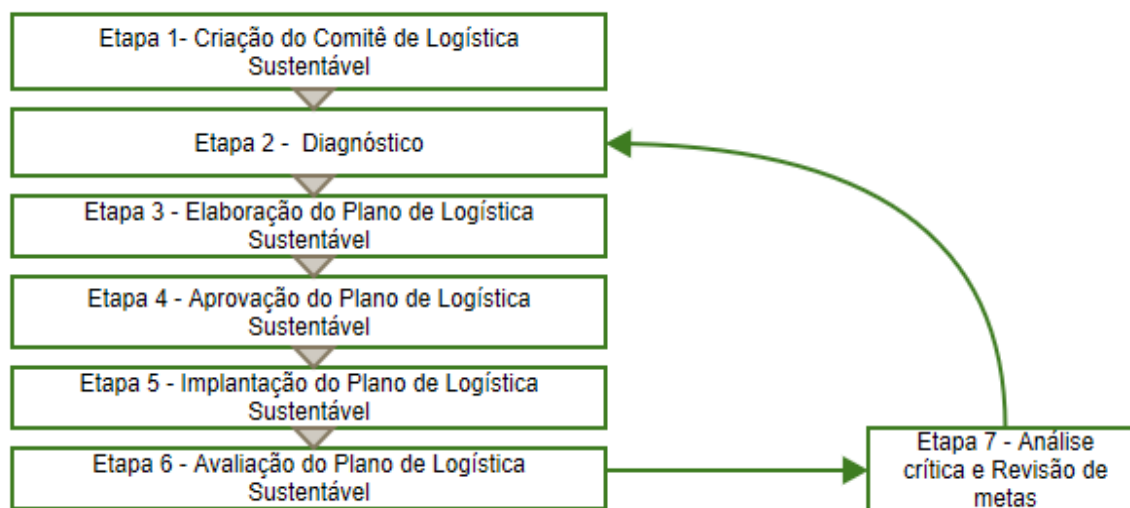 Etapa 1- Criação do Comitê de Logística
Sustentável
Etapa 2 - Diagnóstico
Etapa 3 - Elaboração do Plano de Logística
Sustentável
Etapa 4 - Aprovação do Plano de Logística
Sustentável
Etapa 5 - Implantação do Plano de Logística
Sustentável
Etapa 6 - Avaliação do Plano de Logística
Sustentável
Etapa 7 - Análise
crítica e Revisão de
metas